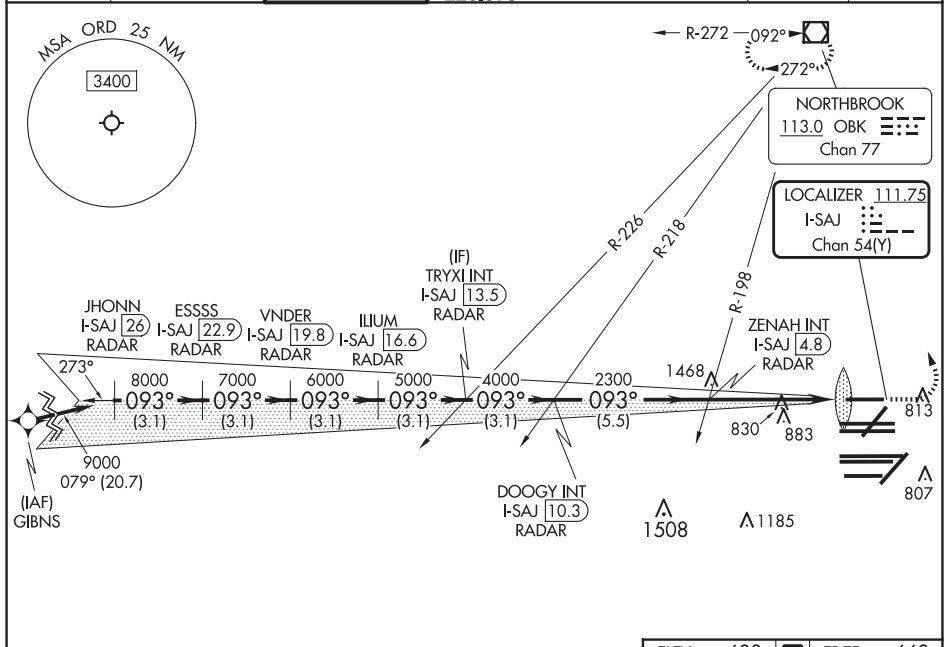 MSA ORD 25 NM
3400
R-272
092°
272°
NORTHBROOK
113.0 OBK
Chan 77
LOCALIZER 111.75
I-SAJ
Chan 54(Y)
R-226
R-218
R-198
(IF)
TRYXI INT
I-SAJ 13.5
RADAR
JHONN
I-SAJ 26
RADAR
ESSSS
I-SAJ 22.9
RADAR
VNDER
I-SAJ 19.8
RADAR
ILIUM
I-SAJ 16.6
RADAR
ZENAH INT
I-SAJ 4.8
RADAR
273°
8000
7000
6000
5000
4000
2300
1468
093°
093°
093°
093°
093°
093°
(3.1)
(3.1)
(3.1)
(3.1)
(3.1)
(5.5)
830
883
813
807
9000
079° (20.7)
(IAF)
GIBNS
DOOGY INT
I-SAJ 10.3
RADAR
1508
1185